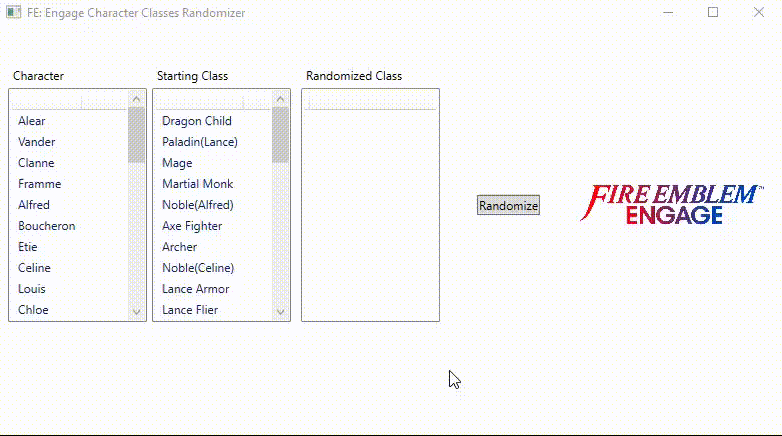 FE: Engage Character Classes Randomizer
Character Starting Class Randomized Class
Alear Dragon Child
Vander Paladin(Lance)
Clanne Mage
Framme Martial Monk
Alfred Noble(Alfred)
Boucheron Axe Fighter
Etie Archer
Celine Noble(Celine)
Louis Lance Armor
Chloe Lance Flier
Randomize
FIRE EMBLEM™
ENGAGE